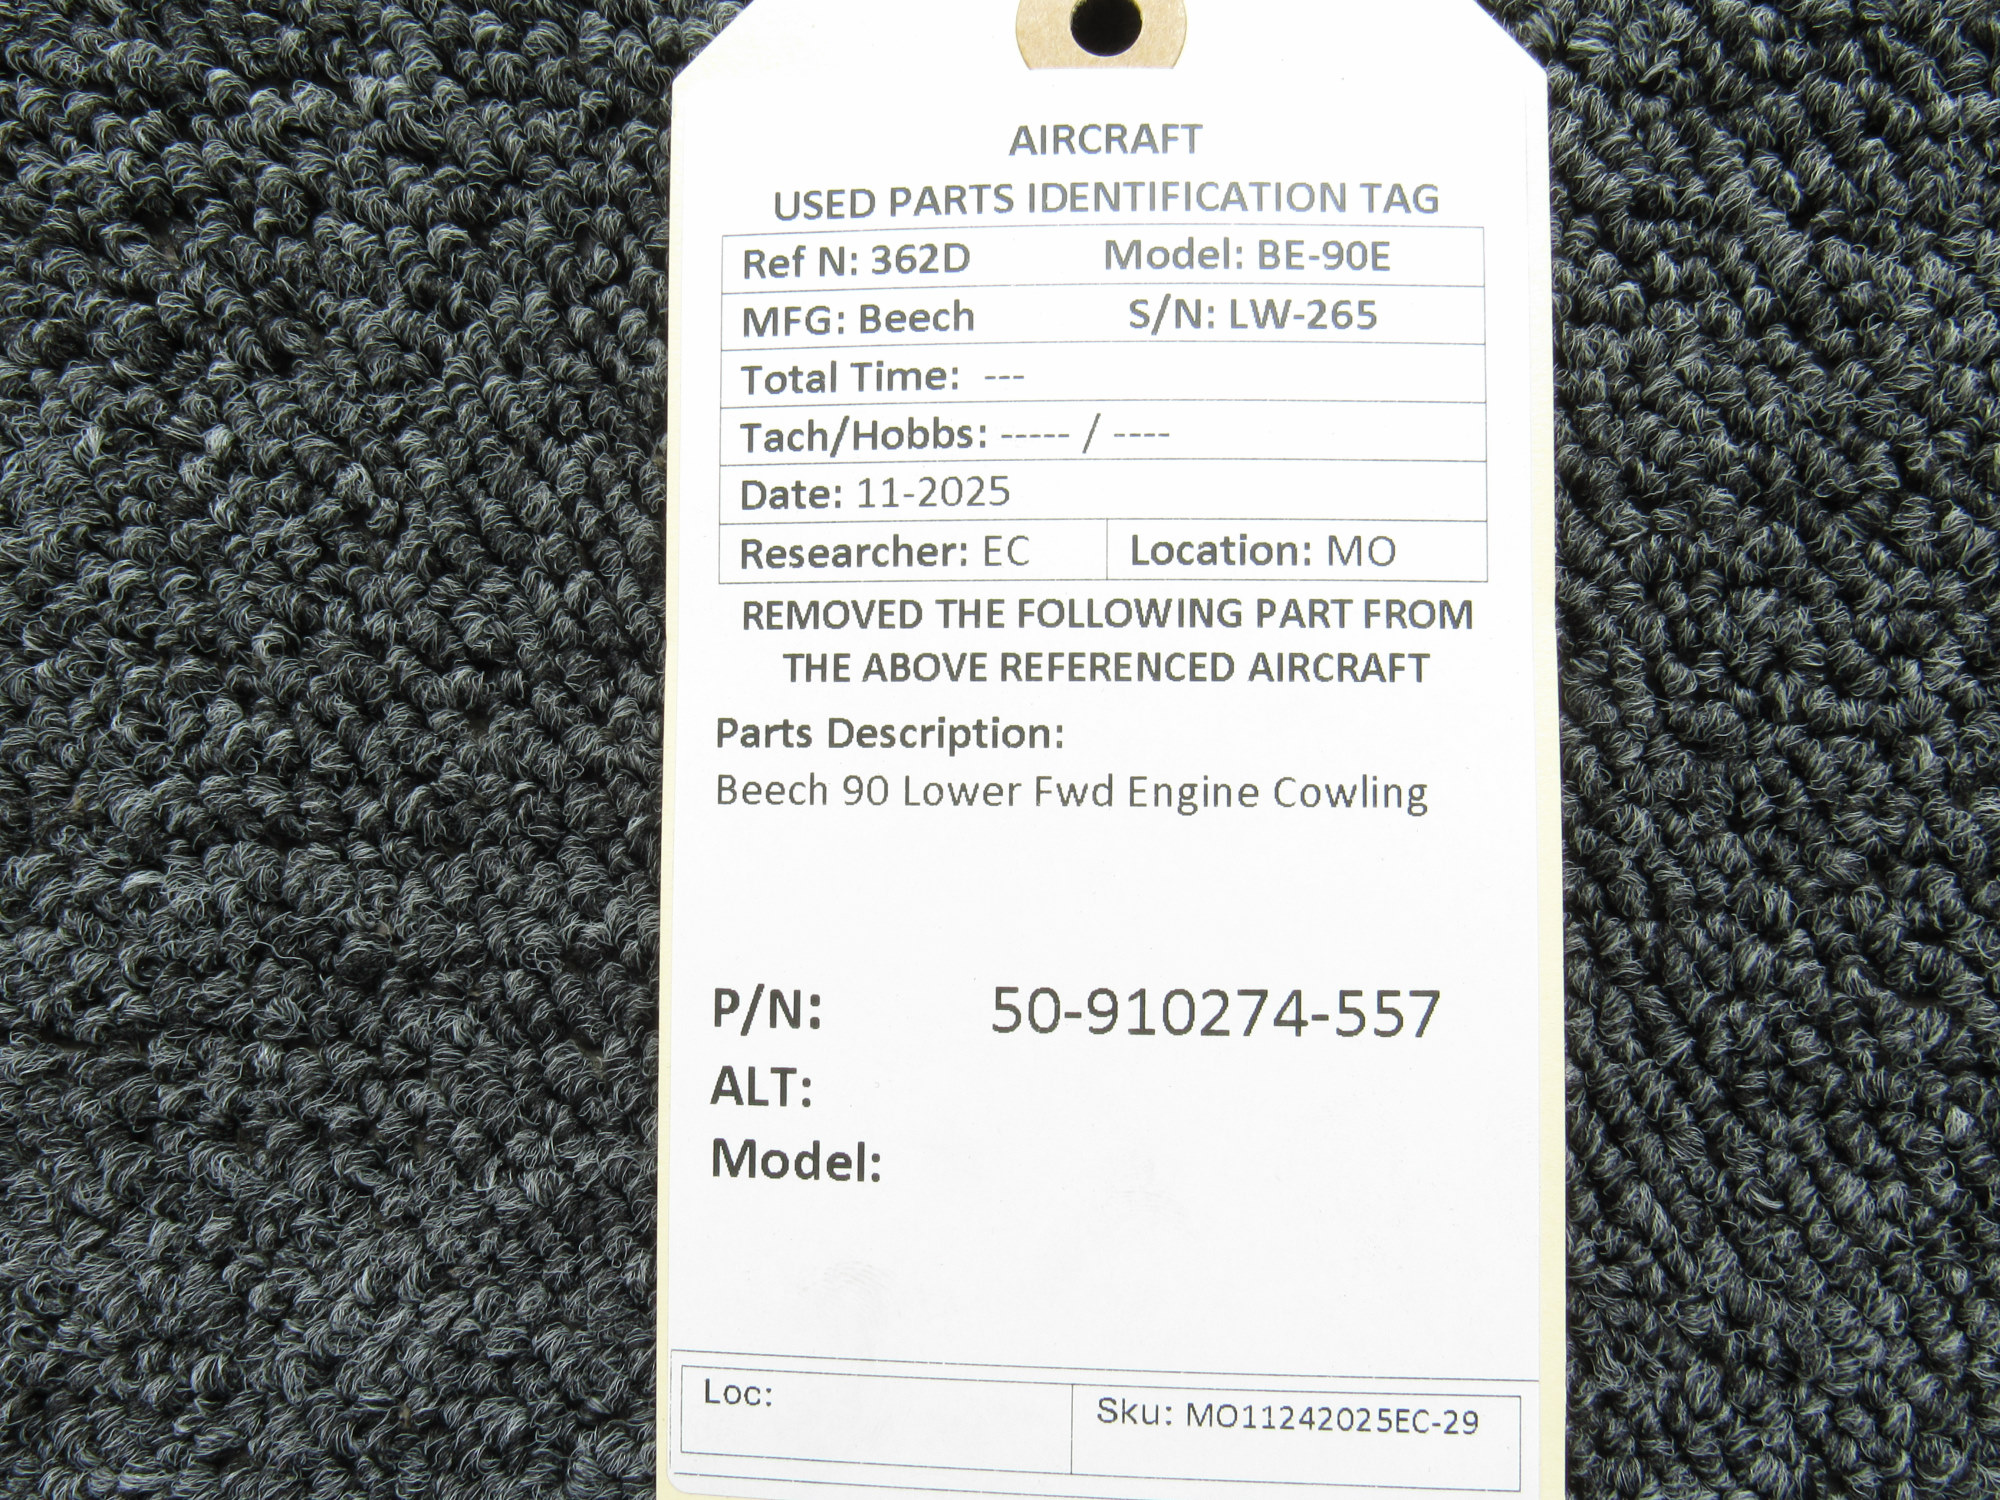 AIRCRAFT
USED PARTS IDENTIFICATION TAG
Ref N: 362D Model: BE-90E
MFG: Beech S/N: LW-265
Total Time: ---
Tach/Hobbs: ----- / ----
Date: 11-2025
Researcher: EC Location: MO
REMOVED THE FOLLOWING PART FROM
THE ABOVE REFERENCED AIRCRAFT
Parts Description:
Beech 90 Lower Fwd Engine Cowling
P/N: 50-910274-557
ALT:
Model:
Loc: Sku: MO11242025EC-29